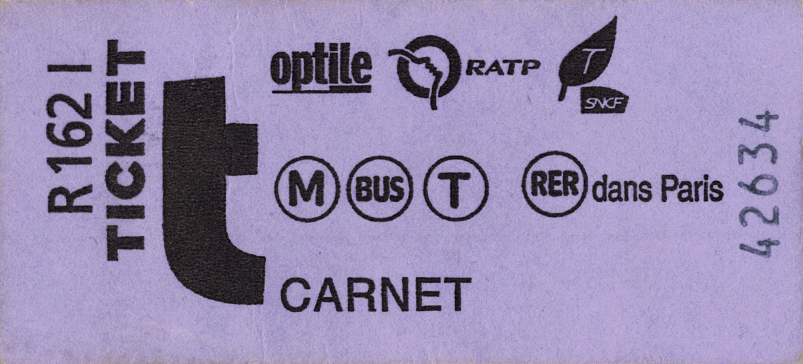 R 162 I
TICKET
t
optile
RATP
T
SNCF
M BUS T RER dans Paris
CARNET
42634